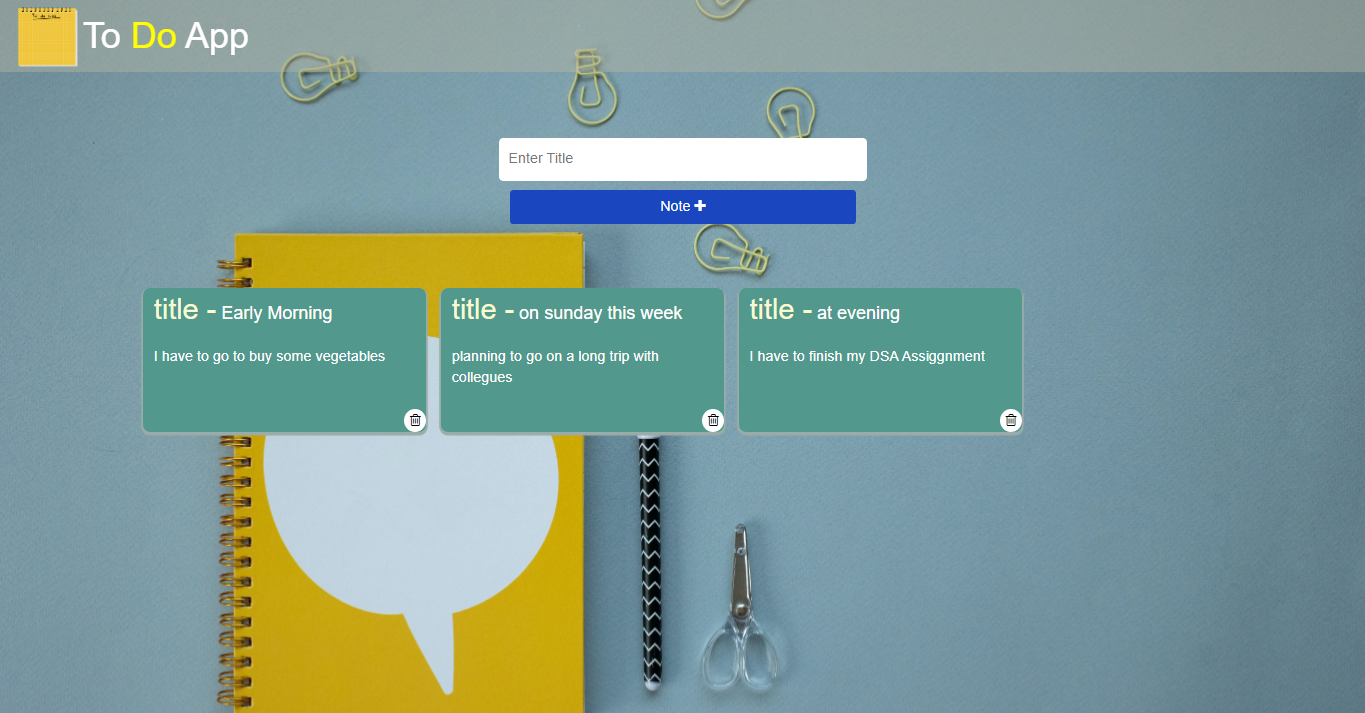 To Do App
Enter Title
Note
title - Early Morning
I have to go to buy some vegetables
title - on sunday this week
planning to go on a long trip with
collegues
title - at evening
I have to finish my DSA Assiggnment